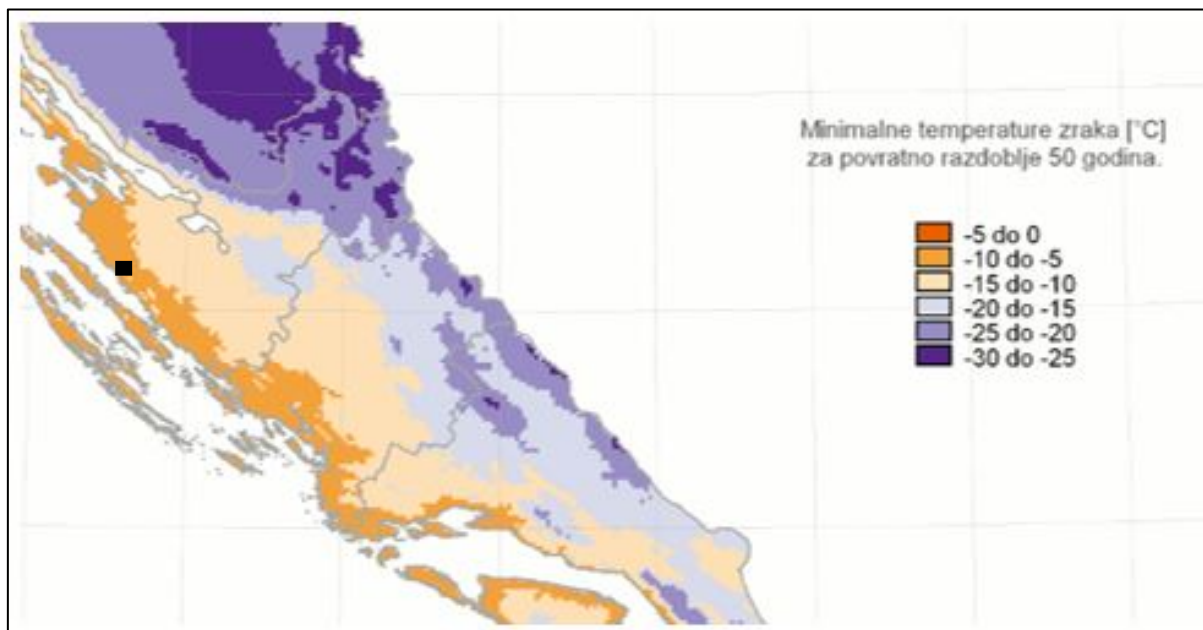 Minimalne temperature zraka [°C]
za povratno razdoblje 50 godina.
-5 do 0
-10 do -5
-15 do -10
-20 do -15
-25 do -20
-30 do -25